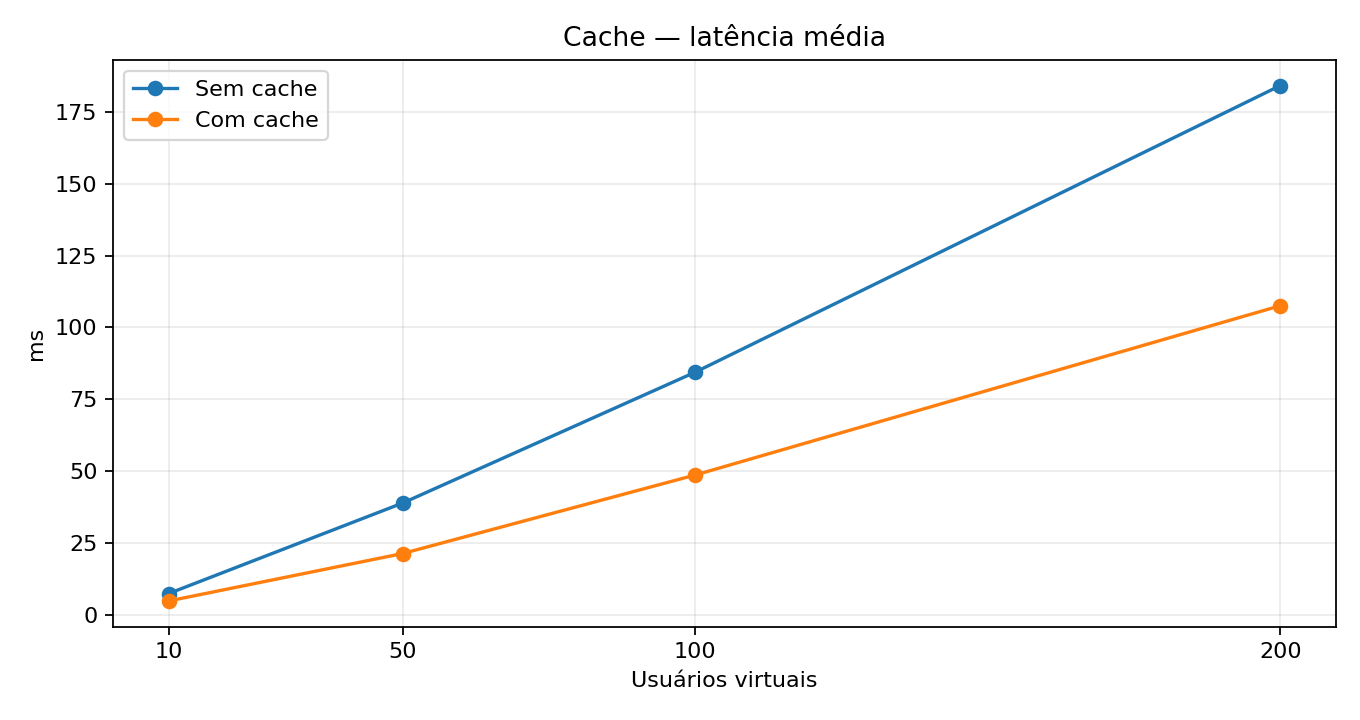 Cache — latência média
Sem cache
Com cache
175
150
125
100
75
50
25
0
ms
10 50 100 200
Usuários virtuais